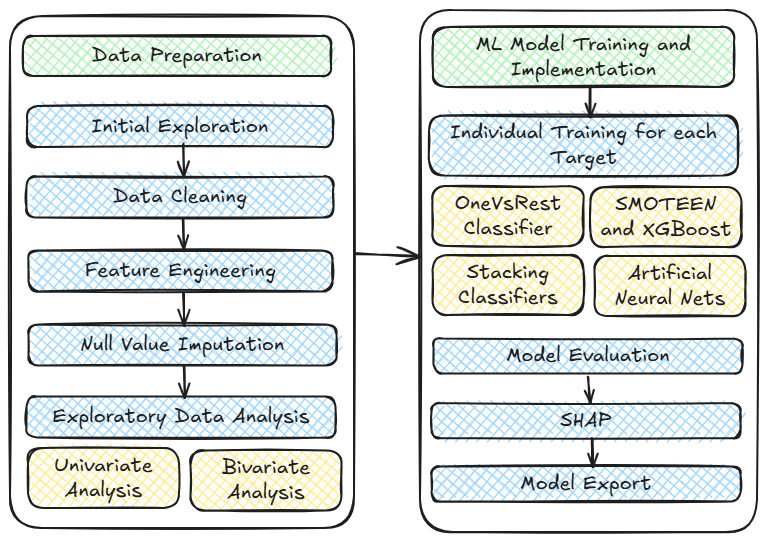 Data Preparation
Initial Exploration
Data Cleaning
Feature Engineering
Null Value Imputation
Exploratory Data Analysis
Univariate
Analysis
Bivariate
Analysis
ML Model Training and
Implementation
Individual Training for each
Target
OneVsRest
Classifier
SMOTEEN
and XGBoost
Stacking
Classifiers
Artificial
Neural Nets
Model Evaluation
SHAP
Model Export